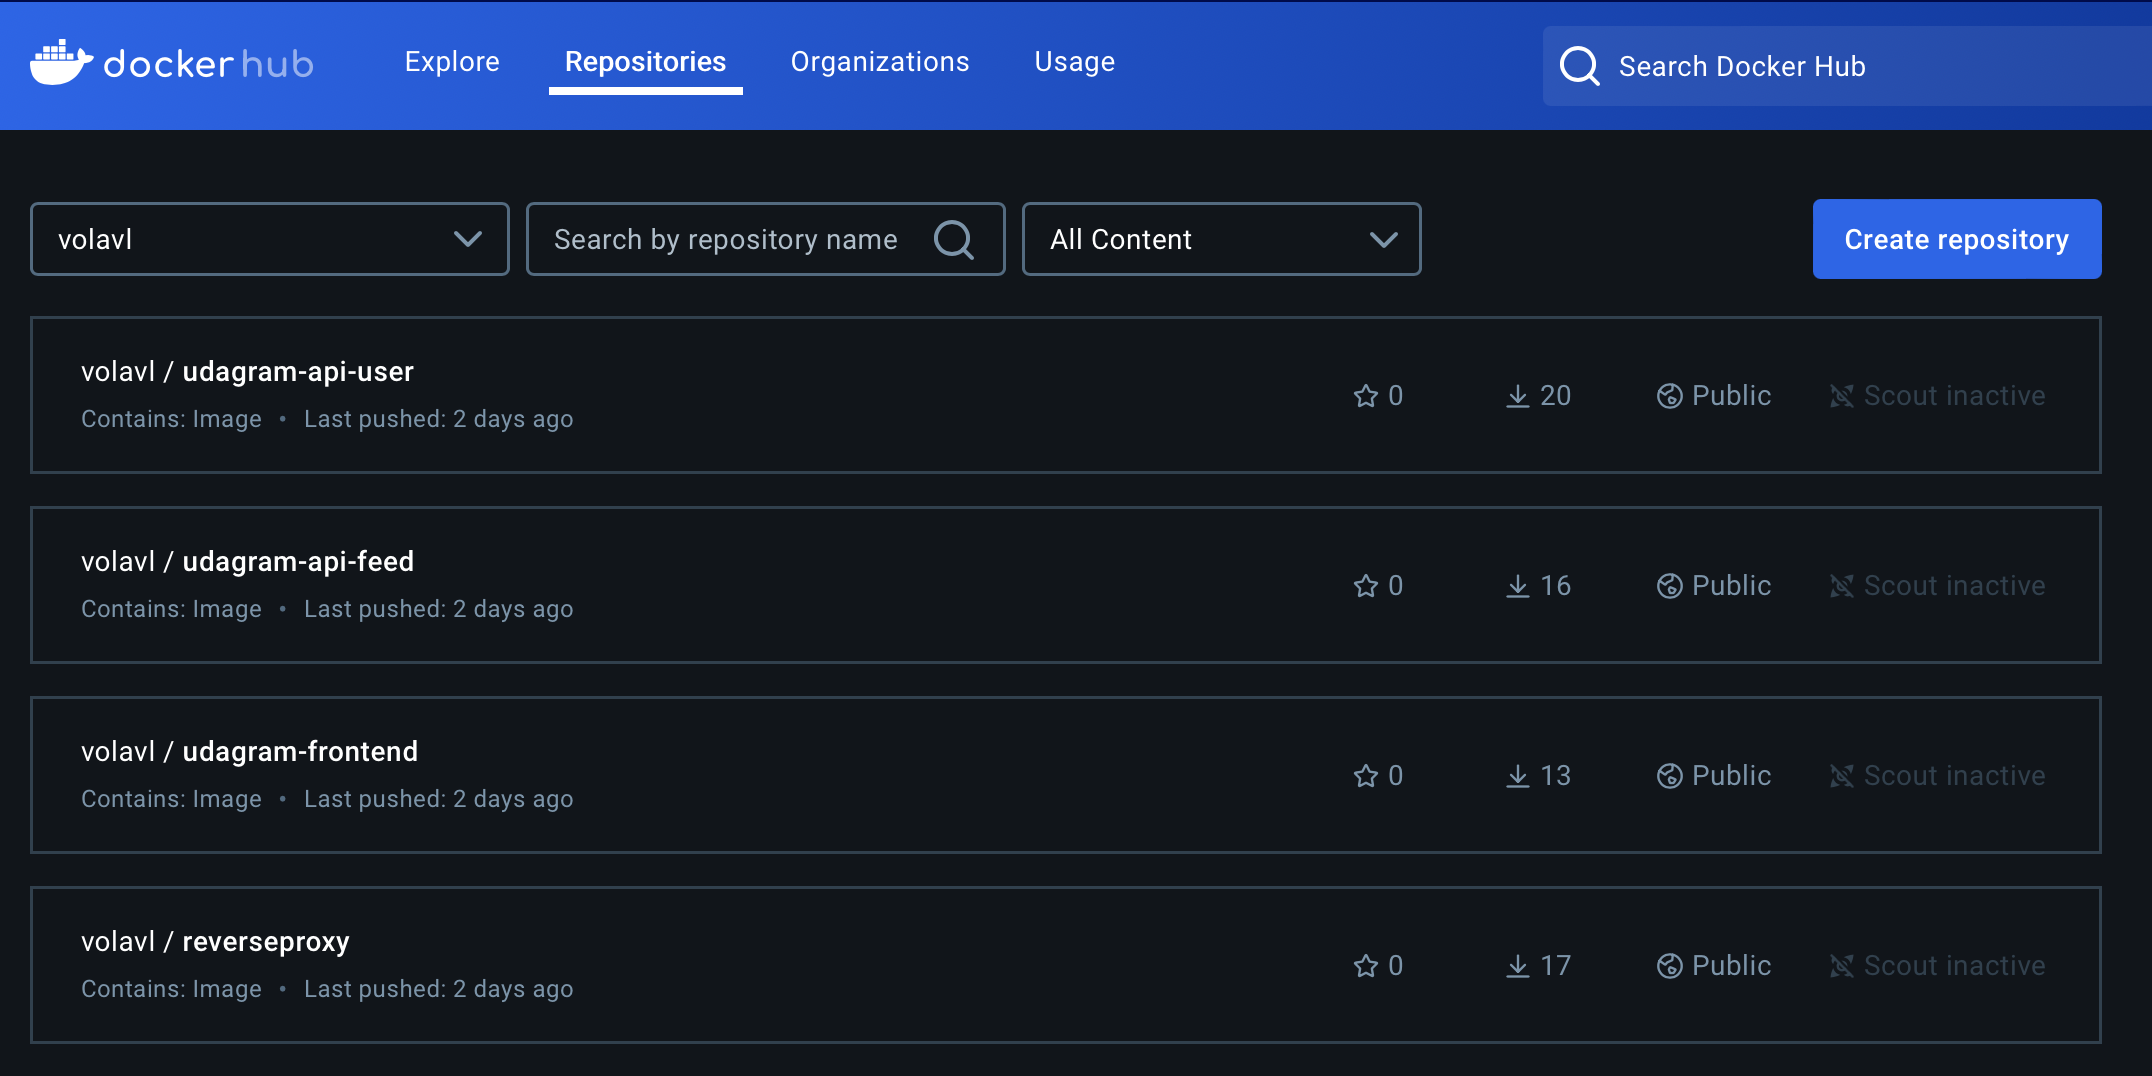 docker hub
Explore Repositories Organizations Usage
Search Docker Hub
volavl
Search by repository name
All Content
Create repository
volavl / udagram-api-user
Contains: Image • Last pushed: 2 days ago
0 20 Public Scout inactive
volavl / udagram-api-feed
Contains: Image • Last pushed: 2 days ago
0 16 Public Scout inactive
volavl / udagram-frontend
Contains: Image • Last pushed: 2 days ago
0 13 Public Scout inactive
volavl / reverseproxy
Contains: Image • Last pushed: 2 days ago
0 17 Public Scout inactive